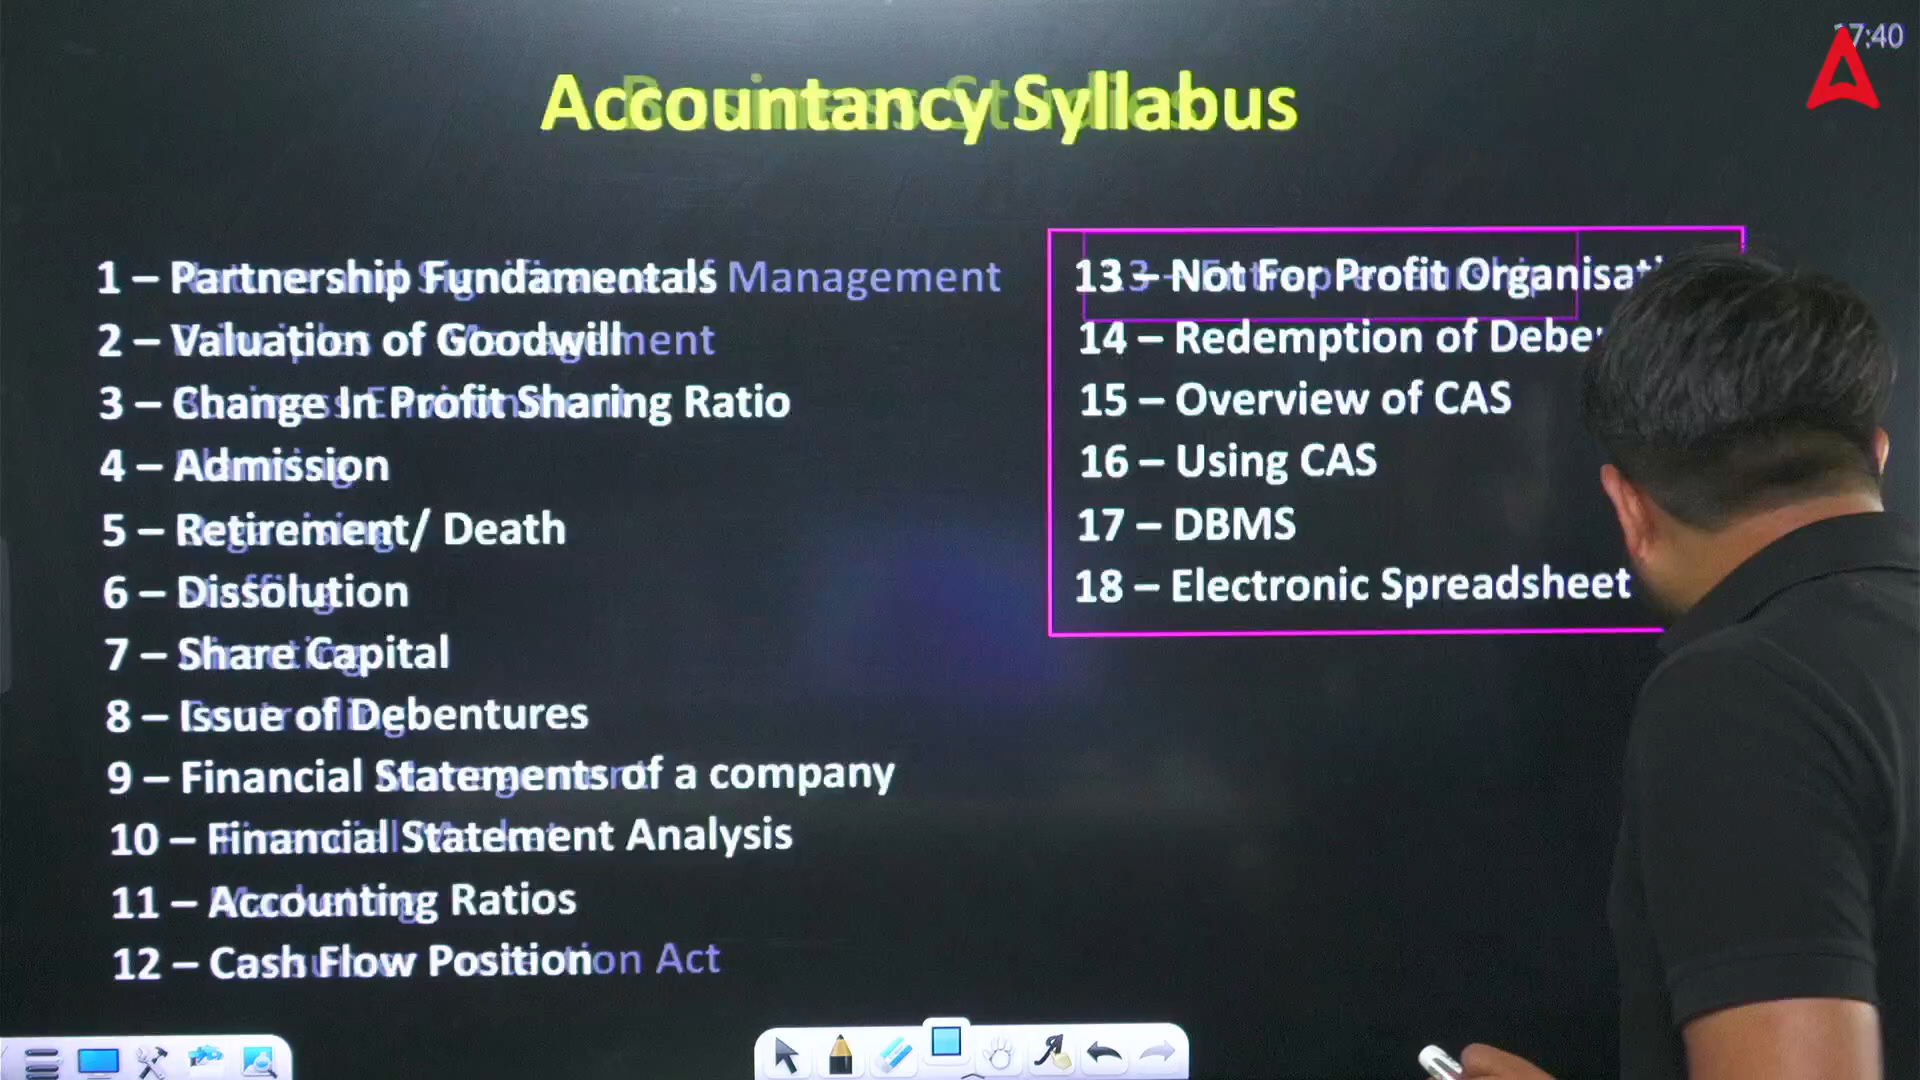 17:40
Accountancy Syllabus
1 – Partnership Fundamentals
Management
2 – Valuation of Goodwill
3 – Change In Profit Sharing Ratio
4 – Admission
5 – Retirement/ Death
6 – Dissolution
7 – Share Capital
8 – Issue of Debentures
9 – Financial Statements of a company
10 – Financial Statement Analysis
11 – Accounting Ratios
12 – Cash Flow Position
Act
13 – Not For Profit
14 – Redemption of
15 – Overview of CAS
16 – Using CAS
17 – DBMS
18 – Electronic Spreadsheet